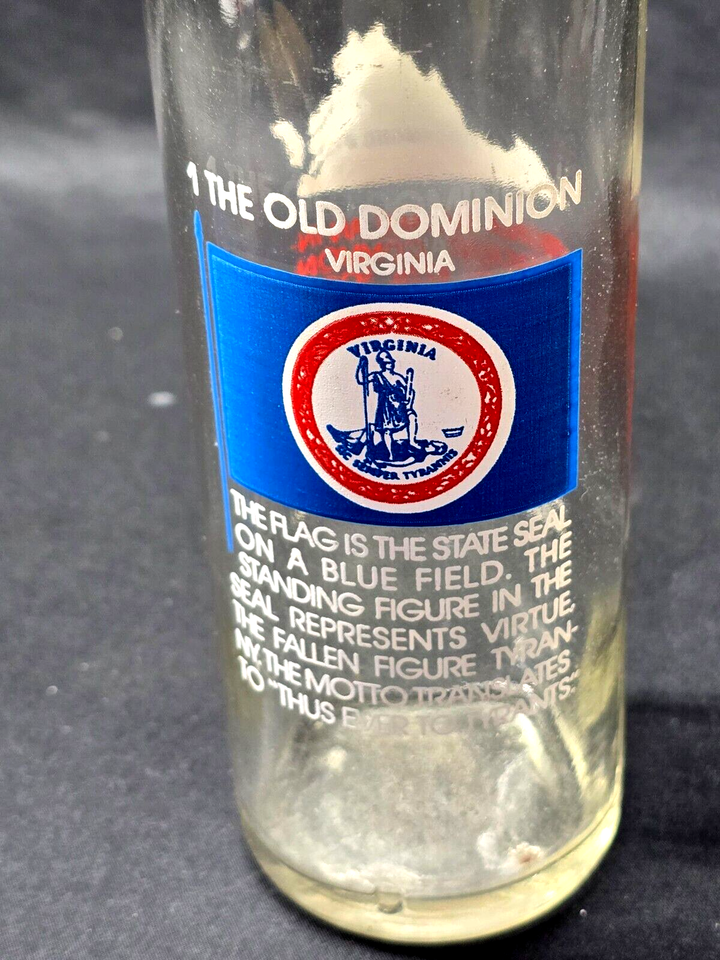 1 THE OLD DOMINION
VIRGINIA
VIRGINIA
SIC SEMPER TYRANNIS
THE FLAG IS THE STATE SEAL
ON A BLUE FIELD. THE
STANDING FIGURE IN THE
SEAL REPRESENTS VIRTUE,
THE FALLEN FIGURE TYRAN-
NY. THE MOTTO TRANSLATES
TO "THUS EVER TO TYRANTS."